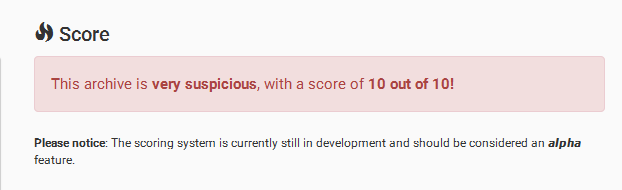 Score
This archive is very suspicious, with a score of 10 out of 10!
Please notice: The scoring system is currently still in development and should be considered an alpha
feature.